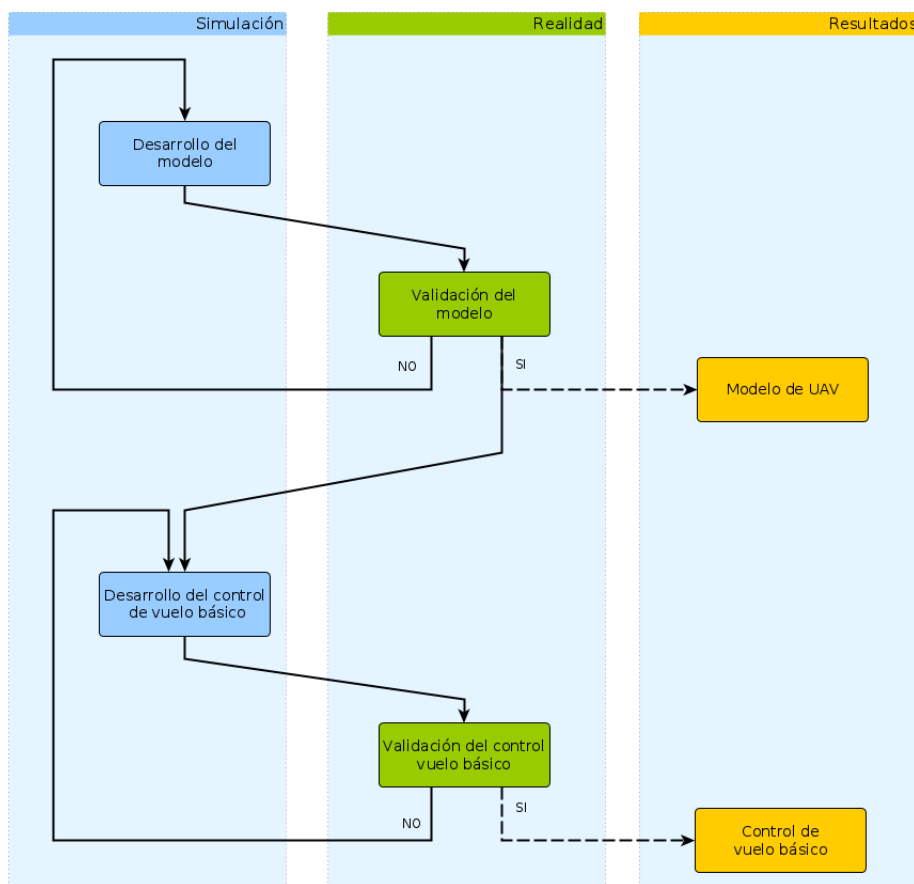 Simulación
Realidad
Resultados
Desarrollo del
modelo
Validación del
modelo
NO
SI
Modelo de UAV
Desarrollo del control
de vuelo básico
Validación del control
vuelo básico
NO
SI
Control de
vuelo básico